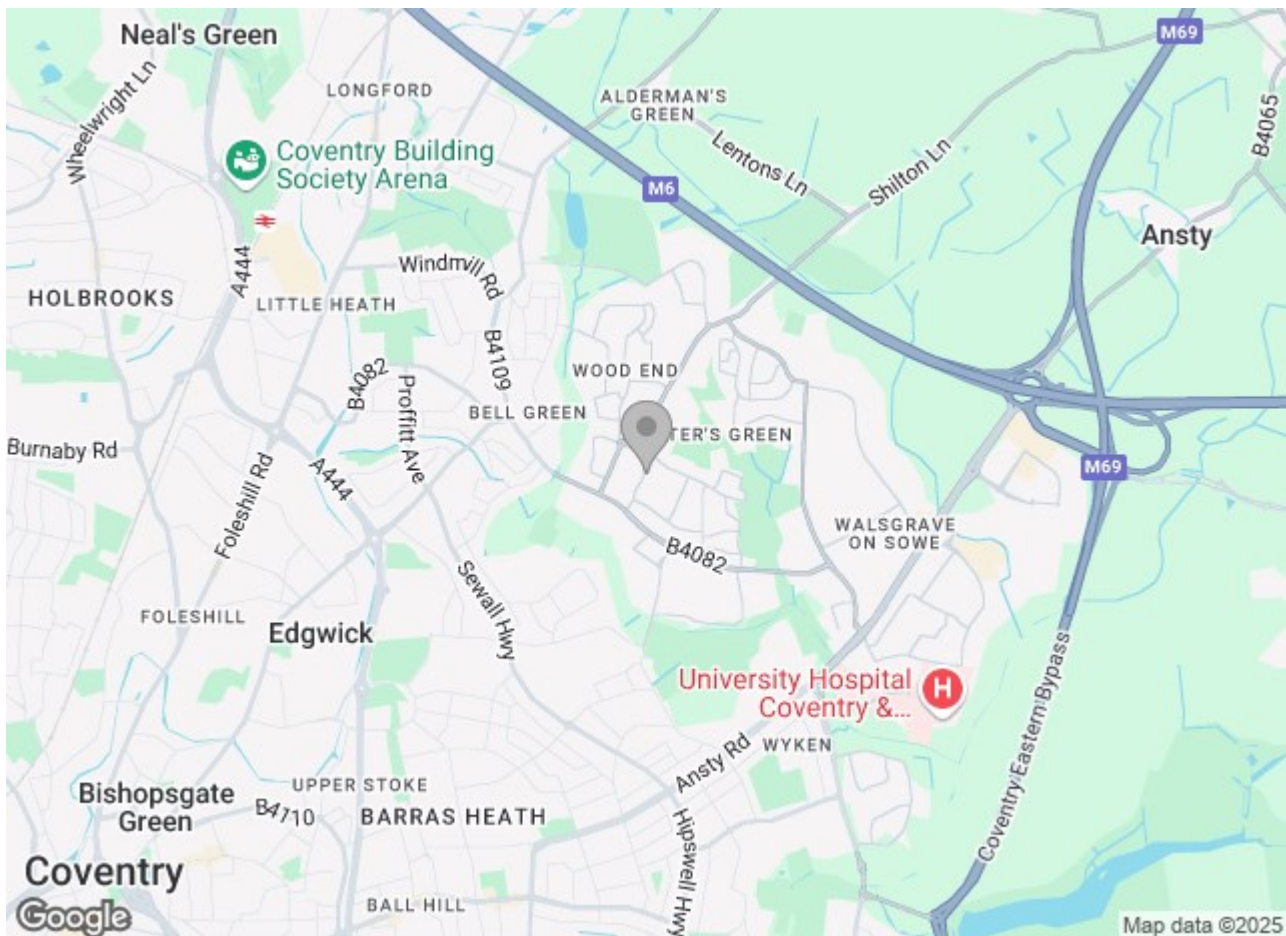 Neal's Green
Wheelwright Ln
LONGFORD
Coventry Building
Society Arena
ALDERMAN'S
GREEN
Lentons Ln
Shilton Ln
M69
B4065
M6
Ansty
A444
HOLBROOKS
LITTLE HEATH
Windmill Rd
B4109
B4082
Proffitt Ave
WOOD END
BELL GREEN
TER'S GREEN
Burnaby Rd
Foleshill Rd
A444
M69
WALSGRAVE
ON SOWE
B4082
Sewall Hwy
FOLESHILL
Edgwick
University Hospital
Coventry &...
H
Coventry Eastern Bypass
WYKEN
Ansty Rd
UPPER STOKE
Bishopsgate
Green
B4110
BARRAS HEATH
Hipswell Hwy
Coventry
BALL HILL
Google
Map data ©2025